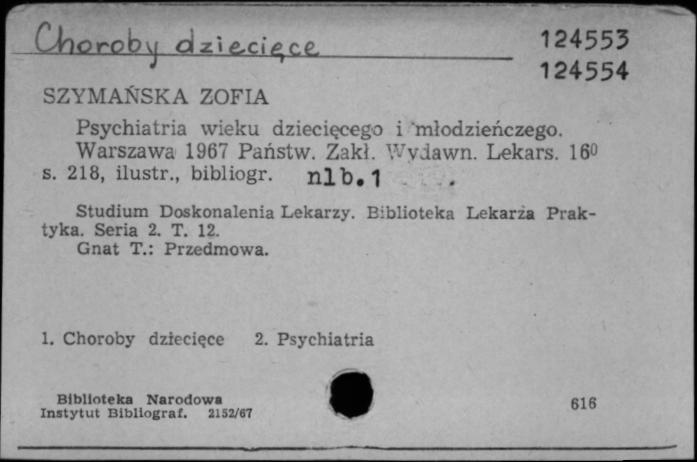 Choroby dziecięce
124553
124554
SZYMAŃSKA ZOFIA
Psychiatria wieku dziecięcego i młodzieńczego.
Warszawa 1967 Państw. Zakł. Wydawn. Lekars. 16⁰
s. 218, ilustr., bibliogr. nlb.1
Studium Doskonalenia Lekarzy. Biblioteka Lekarza Prak-
tyka. Seria 2. T. 12.
Gnat T.: Przedmowa.
1. Choroby dziecięce 2. Psychiatria
Biblioteka Narodowa
Instytut Bibliograf. 2152/67
616